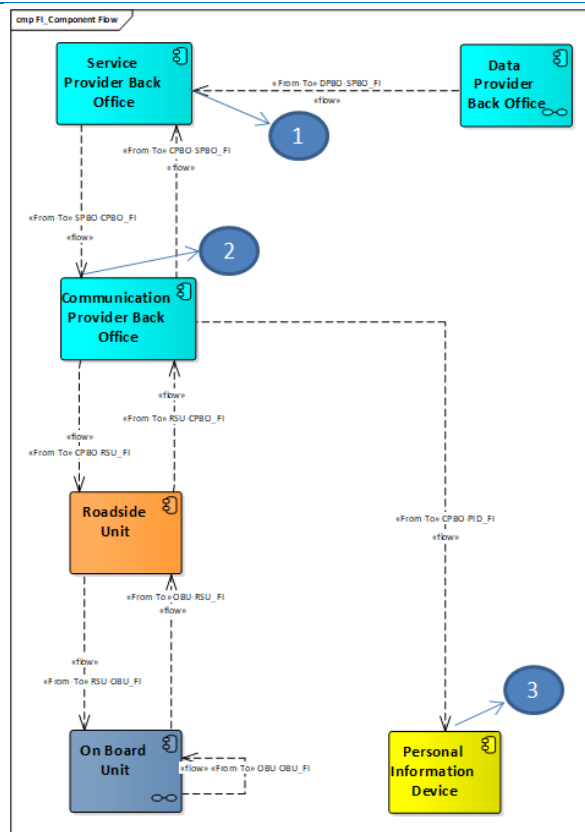 cmp FI_Component Flow
Service
Provider Back
Office
Data
Provider
Back Office
«From To» DPBO-SPBO_FI
«flow»
1
«From To» CPBO-SPBO_FI
«flow»
«From To» SPBO-CPBO_FI
«flow»
2
Communication
Provider Back
Office
«flow»
«From To» RSU-CPBO_FI
«flow»
«From To» CPBO-RSU_FI
Roadside
Unit
«From To» CPBO-PID_FI
«flow»
«From To» OBU-RSU_FI
«flow»
«flow»
«From To» RSU-OBU_FI
3
On Board
Unit
«flow» «From To» OBU-OBU_FI
Personal
Information
Device